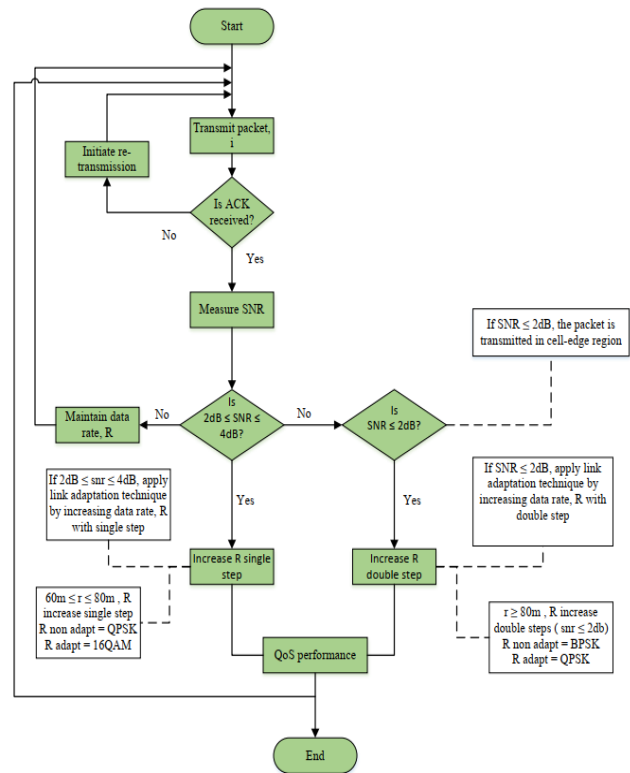 Start
Transmit packet,
i
Initiate re-
transmission
Is ACK
received?
No
Yes
Measure SNR
If SNR ≤ 2dB, the packet is
transmitted in cell-edge region
Is
2dB ≤ SNR ≤
4dB?
No
Maintain data
rate, R
No
Is
SNR ≤ 2dB?
Yes
Yes
If 2dB ≤ snr ≤ 4dB, apply
link adaptation technique
by increasing data rate, R
with single step
If SNR ≤ 2dB, apply link
adaptation technique by
increasing data rate, R with
double step
Increase R single
step
Increase R
double step
60m ≤ r ≤ 80m , R
increase single step
R non adapt = QPSK
R adapt = 16QAM
r ≥ 80m , R increase
double steps ( snr ≤ 2db)
R non adapt = BPSK
R adapt = QPSK
QoS performance
End